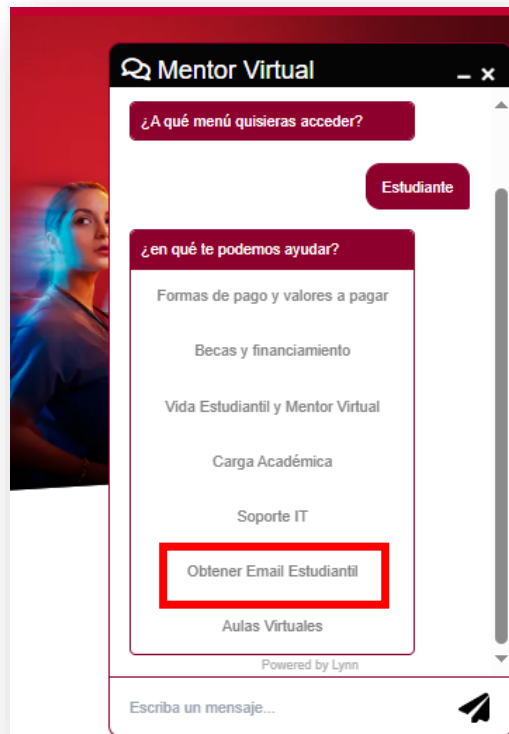 Mentor Virtual
¿A qué menú quisieras acceder?
Estudiante
¿en qué te podemos ayudar?
Formas de pago y valores a pagar
Becas y financiamiento
Vida Estudiantil y Mentor Virtual
Carga Académica
Soporte IT
Obtener Email Estudiantil
Aulas Virtuales
Powered by Lynn
Escriba un mensaje...